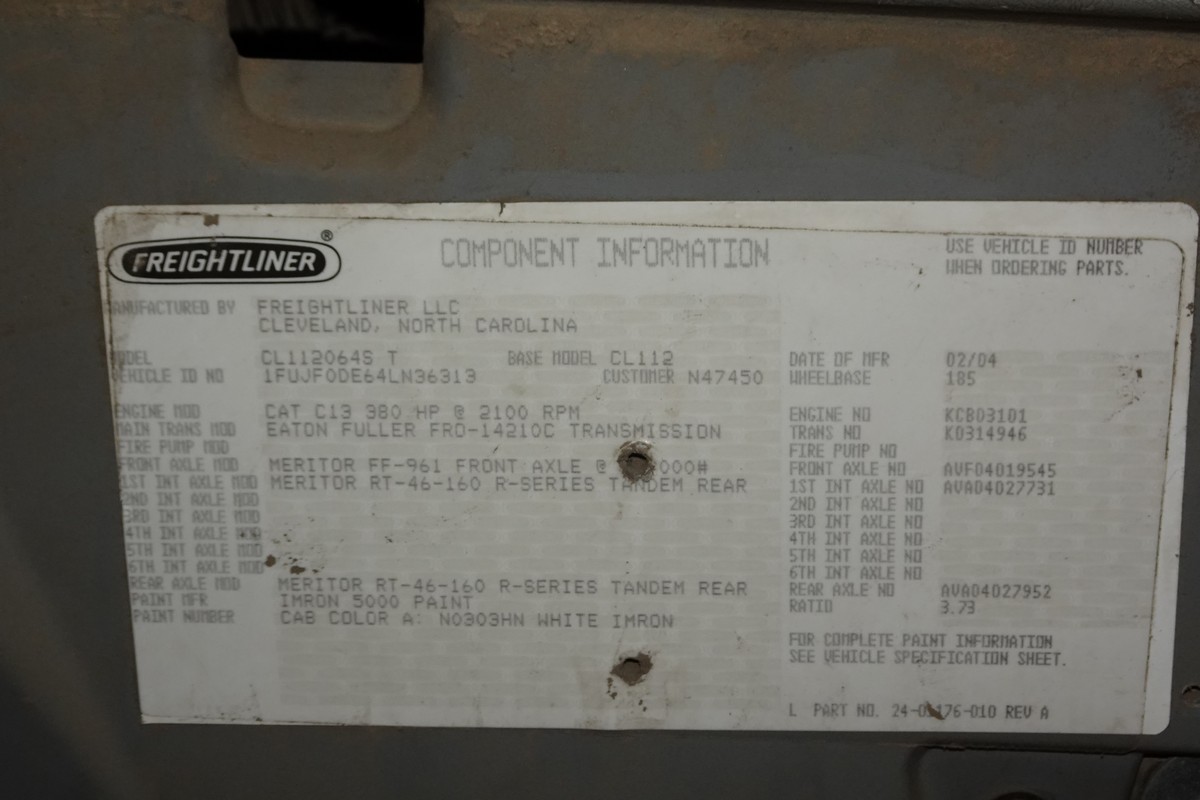 FREIGHTLINER ®
COMPONENT INFORMATION
USE VEHICLE ID NUMBER
WHEN ORDERING PARTS.
ANUFACTURED BY FREIGHTLINER LLC
CLEVELAND, NORTH CAROLINA
ODEL CL112064S T BASE MODEL CL112
EHICLE ID NO 1FUJF0DE64LN36313 CUSTOMER N47450
ENGINE MOD CAT C13 380 HP @ 2100 RPM
MAIN TRANS MOD EATON FULLER FRO-14210C TRANSMISSION
FIRE PUMP MOD
FRONT AXLE MOD MERITOR FF-961 FRONT AXLE @ 000#
1ST INT AXLE MOD MERITOR RT-46-160 R-SERIES TANDEM REAR
2ND INT AXLE MOD
3RD INT AXLE MOD
4TH INT AXLE MOD
5TH INT AXLE MOD
6TH INT AXLE MOD
REAR AXLE MOD MERITOR RT-46-160 R-SERIES TANDEM REAR
PAINT MFR IMRON 5000 PAINT
PAINT NUMBER CAB COLOR A: N0303HN WHITE IMRON
DATE OF MFR 02/04
WHEELBASE 185
ENGINE NO KCB03101
TRANS NO K0314946
FIRE PUMP NO
FRONT AXLE NO AVF04019545
1ST INT AXLE NO AVA04027731
2ND INT AXLE NO
3RD INT AXLE NO
4TH INT AXLE NO
5TH INT AXLE NO
6TH INT AXLE NO
REAR AXLE NO AVA04027952
RATIO 3.73
FOR COMPLETE PAINT INFORMATION
SEE VEHICLE SPECIFICATION SHEET.
L PART NO. 24-0 176-010 REV A